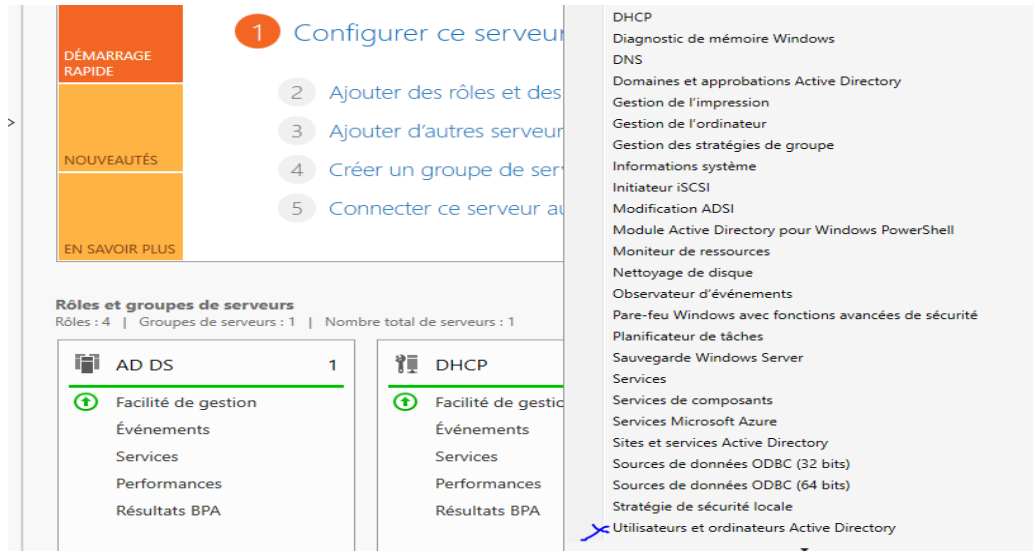 DÉMARRAGE
RAPIDE
NOUVEAUTÉS
EN SAVOIR PLUS
1 Configurer ce serveur
2 Ajouter des rôles et des
3 Ajouter d'autres serveur
4 Créer un groupe de ser
5 Connecter ce serveur au
Rôles et groupes de serveurs
Rôles : 4 | Groupes de serveurs : 1 | Nombre total de serveurs : 1
AD DS 1
Facilité de gestion
Événements
Services
Performances
Résultats BPA
DHCP
Facilité de gestio
Événements
Services
Performances
Résultats BPA
DHCP
Diagnostic de mémoire Windows
DNS
Domaines et approbations Active Directory
Gestion de l'impression
Gestion de l'ordinateur
Gestion des stratégies de groupe
Informations système
Initiateur iSCSI
Modification ADSI
Module Active Directory pour Windows PowerShell
Moniteur de ressources
Nettoyage de disque
Observateur d'événements
Pare-feu Windows avec fonctions avancées de sécurité
Planificateur de tâches
Sauvegarde Windows Server
Services
Services de composants
Services Microsoft Azure
Sites et services Active Directory
Sources de données ODBC (32 bits)
Sources de données ODBC (64 bits)
Stratégie de sécurité locale
Utilisateurs et ordinateurs Active Directory